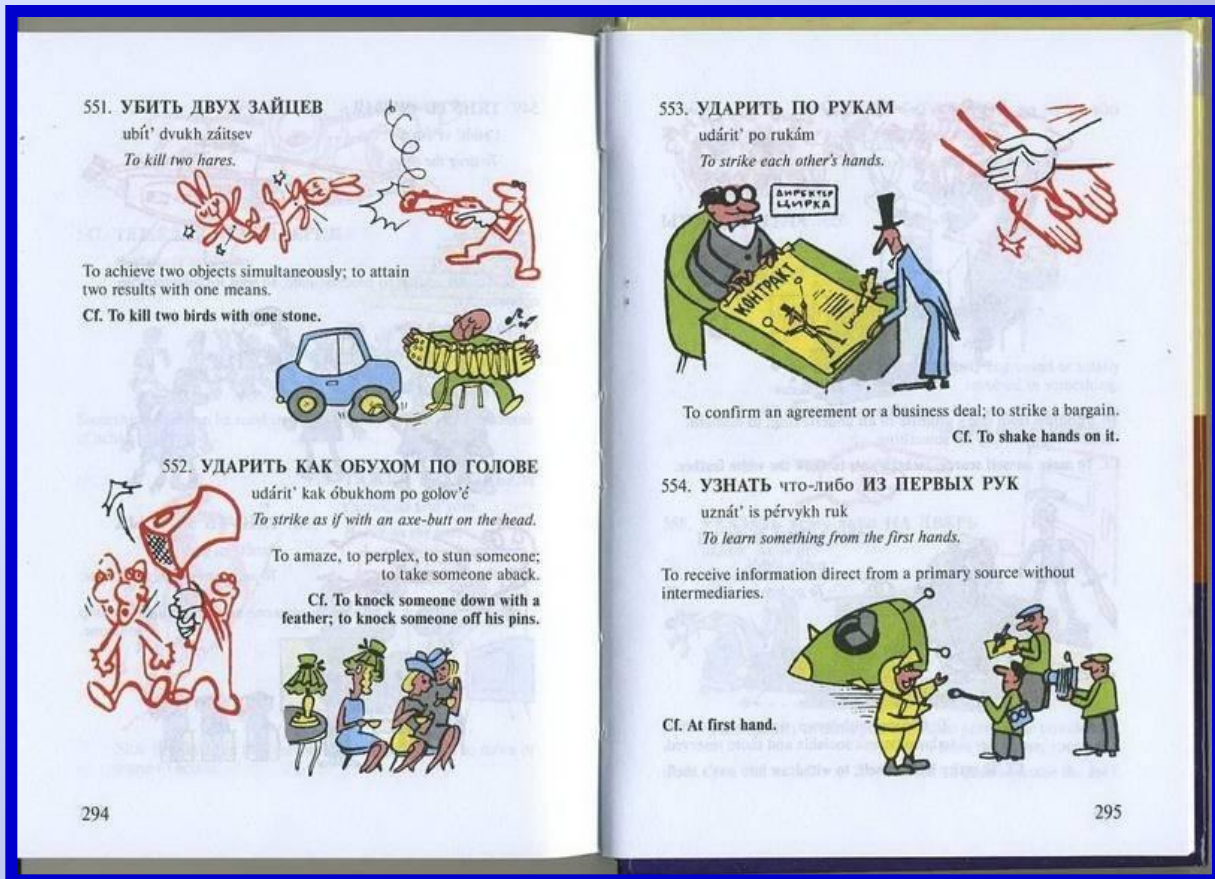 551. УБИТЬ ДВУХ ЗАЙЦЕВ
ubít' dvukh záitsev
To kill two hares.
To achieve two objects simultaneously; to attain
two results with one means.
Cf. To kill two birds with one stone.
552. УДАРИТЬ КАК ОБУХОМ ПО ГОЛОВЕ
udárit' kak óbukhom po golov'é
To strike as if with an axe-butt on the head.
To amaze, to perplex, to stun someone;
to take someone aback.
Cf. To knock someone down with a
feather; to knock someone off his pins.
294
553. УДАРИТЬ ПО РУКАМ
udárit' po rukám
To strike each other's hands.
ДИРЕКТЕР
ЦИРКА
КОНТРАКТ
To confirm an agreement or a business deal; to strike a bargain.
Cf. To shake hands on it.
554. УЗНАТЬ что-либо ИЗ ПЕРВЫХ РУК
uznát' is pérvykh ruk
To learn something from the first hands.
To receive information direct from a primary source without
intermediaries.
Cf. At first hand.
295